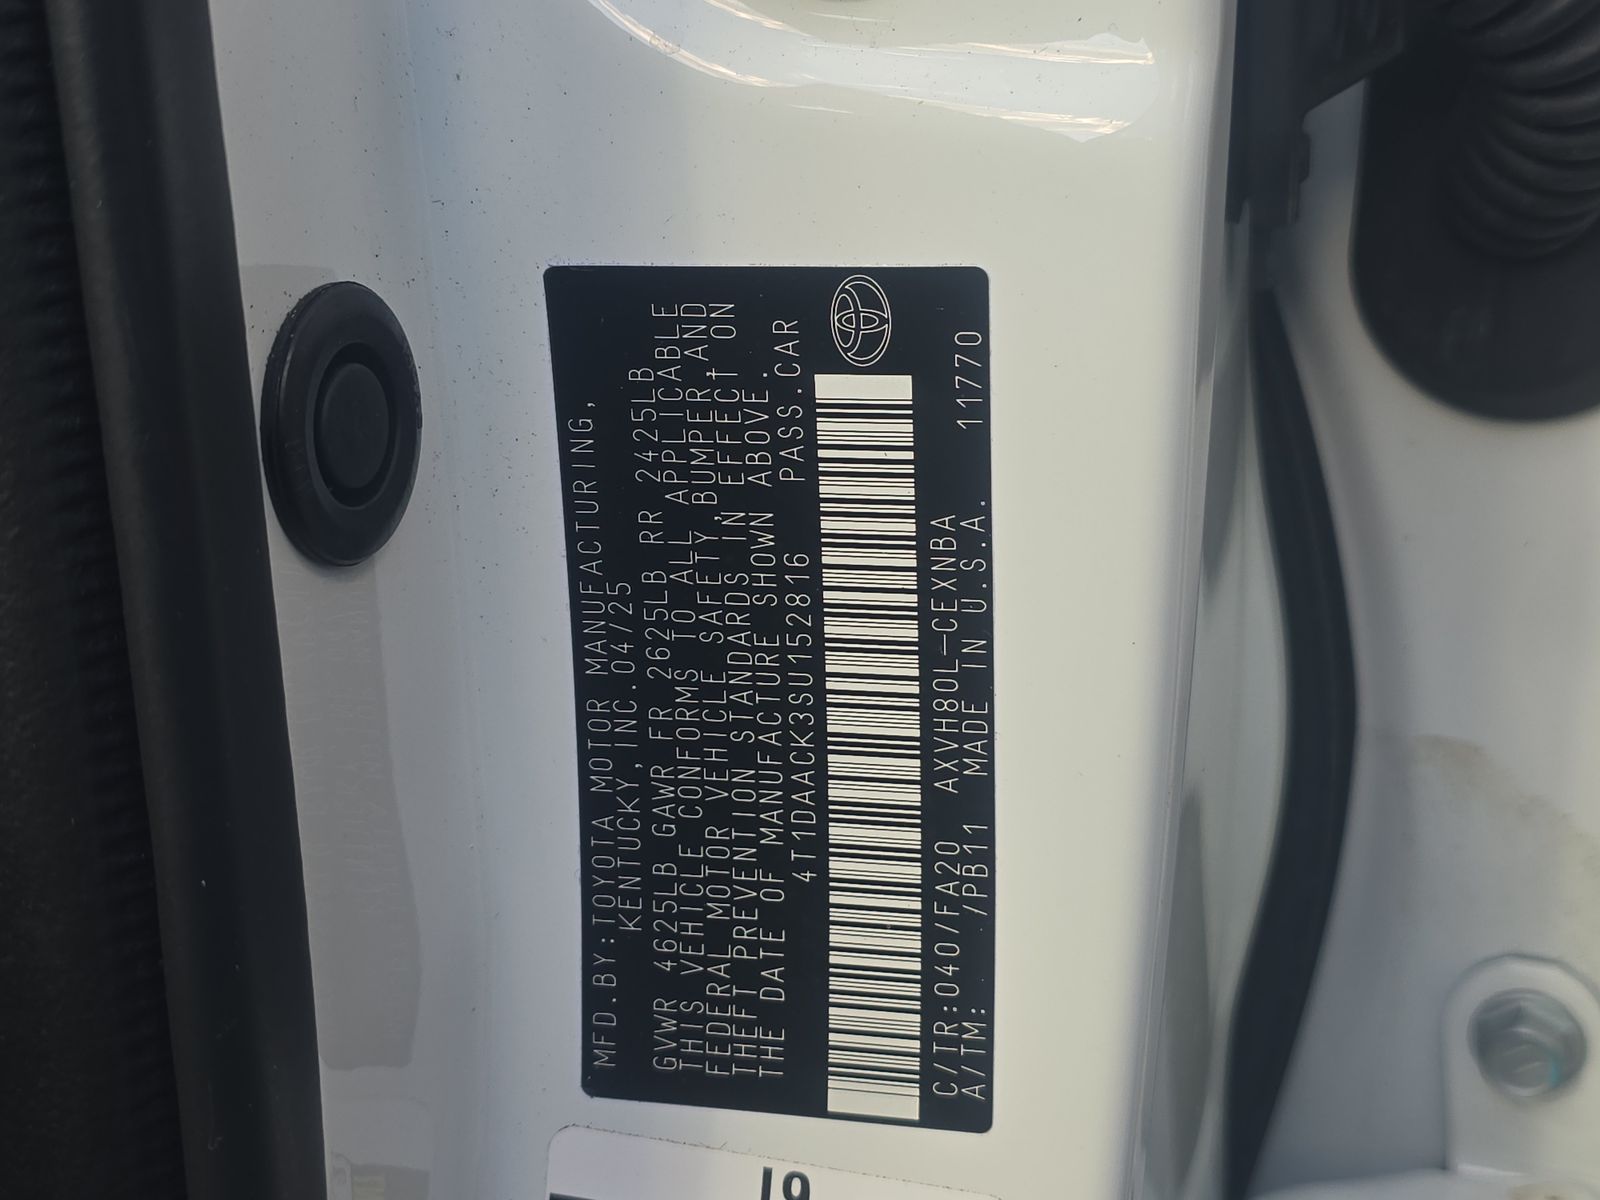 MFD.BY:TOYOTA MOTOR MANUFACTURING,
KENTUCKY,INC.04/25
GVWR 4625LB GAWR FR 2625LB RR 2425LB
THIS VEHICLE CONFORMS TO ALL APPLICABLE
FEDERAL MOTOR VEHICLE SAFETY,BUMPER,AND
THEFT PREVENTION STANDARDS IN EFFECT ON
THE DATE OF MANUFACTURE SHOWN ABOVE.
4T1DAACK3SU152816 PASS.CAR
C/TR:040/FA20 AXVH80L-CEXNBA 11770
A/TM: /PB11 MADE IN U.S.A.